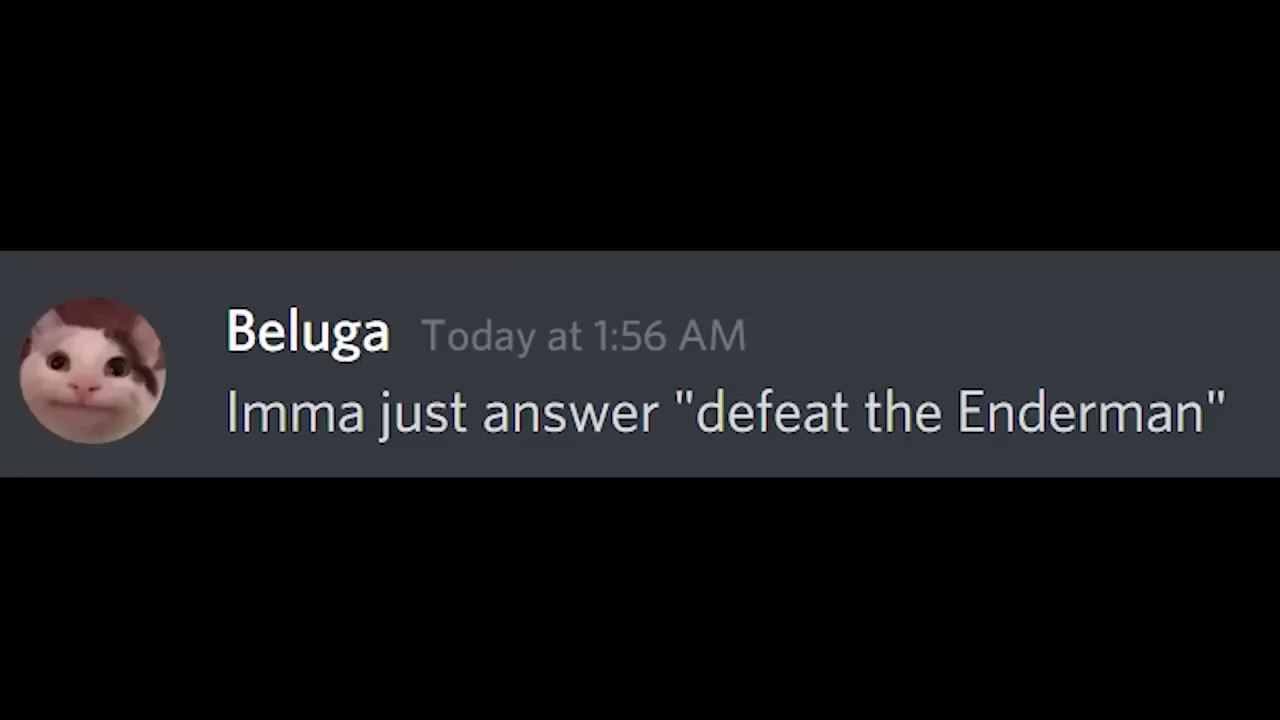 Beluga Today at 1:56 AM
Imma just answer "defeat the Enderman"